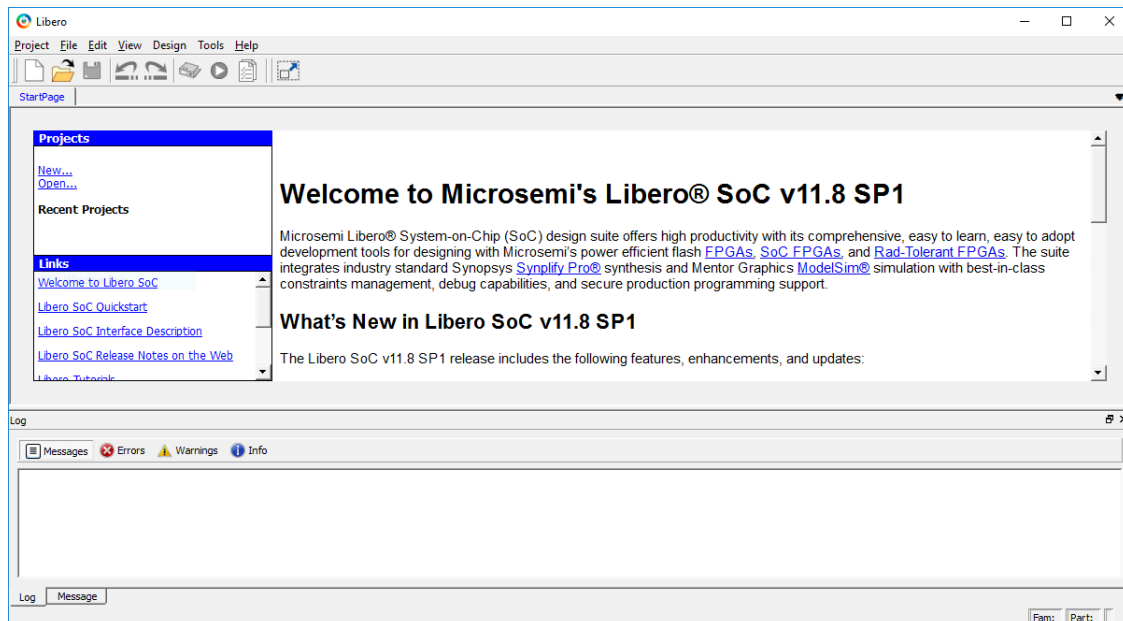 Libero
Project File Edit View Design Tools Help
StartPage
Projects
New...
Open...
Recent Projects
Links
Welcome to Libero SoC
Libero SoC Quickstart
Libero SoC Interface Description
Libero SoC Release Notes on the Web
Libero Tutorials
Welcome to Microsemi's Libero® SoC v11.8 SP1
Microsemi Libero® System-on-Chip (SoC) design suite offers high productivity with its comprehensive, easy to learn, easy to adopt
development tools for designing with Microsemi's power efficient flash FPGAs, SoC FPGAs, and Rad-Tolerant FPGAs. The suite
integrates industry standard Synopsys Synplify Pro® synthesis and Mentor Graphics ModelSim® simulation with best-in-class
constraints management, debug capabilities, and secure production programming support.
What's New in Libero SoC v11.8 SP1
The Libero SoC v11.8 SP1 release includes the following features, enhancements, and updates:
Log
Messages Errors Warnings Info
Log Message
Fam: Part: